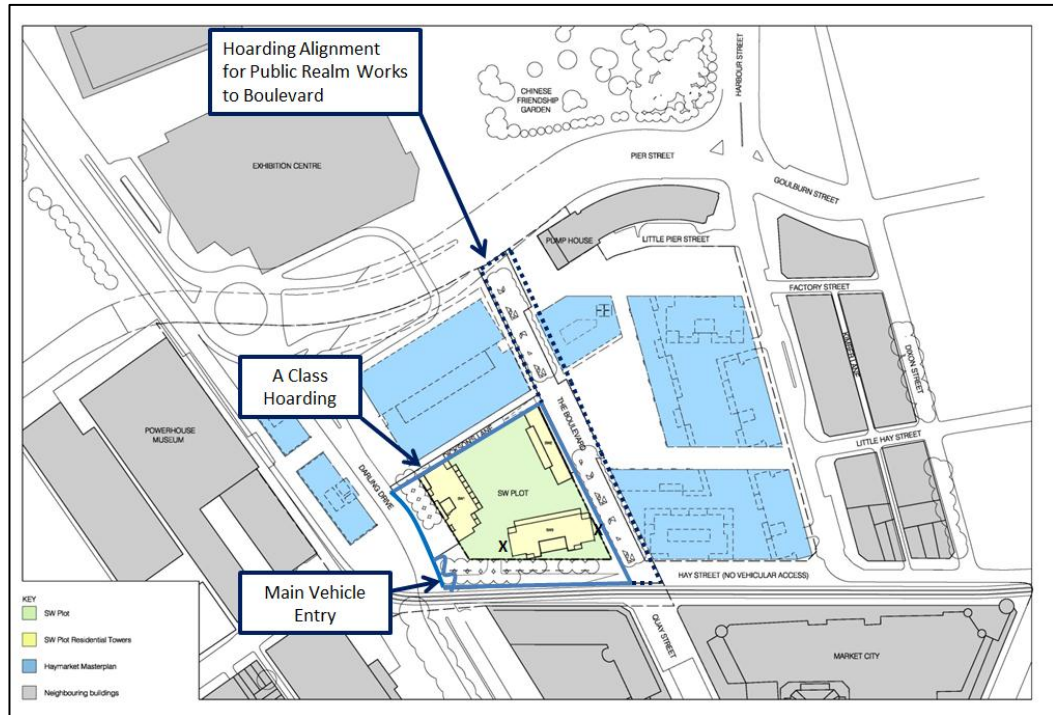 Hoarding Alignment
for Public Realm Works
to Boulevard
CHINESE
FRIENDSHIP
GARDEN
HARBOUR STREET
PIER STREET
EXHIBITION CENTRE
GOULBURN STREET
PUMP HOUSE
LITTLE PIER STREET
FACTORY STREET
DIXON STREET
A Class
Hoarding
THE BOULEVARD
LITTLE HAY STREET
POWERHOUSE
MUSEUM
DARLING DRIVE
SW PLOT
X
X
HAY STREET (NO VEHICULAR ACCESS)
Main Vehicle
Entry
QUAY STREET
MARKET CITY
KEY
SW Plot
SW Plot Residential Towers
Haymarket Masterplan
Neighbouring buildings